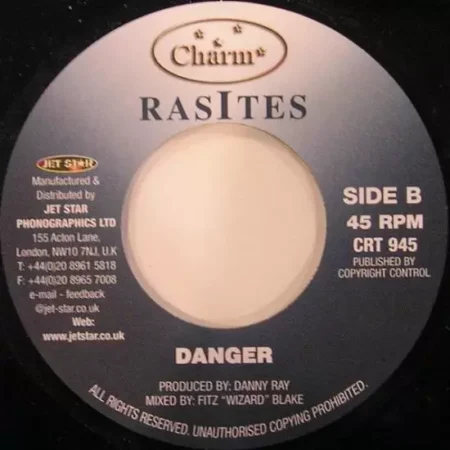 Charm
RASITES
JET STAR
Manufactured &
Distributed by
JET STAR
PHONOGRAPHICS LTD
155 Acton Lane,
London, NW10 7NJ, U.K
T: +44(0)20 8961 5818
F: +44(0)20 8965 7008
e-mail - feedback
@jet-star.co.uk
Web:
www.jetstar.co.uk
SIDE B
45 RPM
CRT 945
PUBLISHED BY
COPYRIGHT CONTROL
DANGER
PRODUCED BY: DANNY RAY
MIXED BY: FITZ "WIZARD" BLAKE
ALL RIGHTS RESERVED. UNAUTHORISED COPYING PROHIBITED.